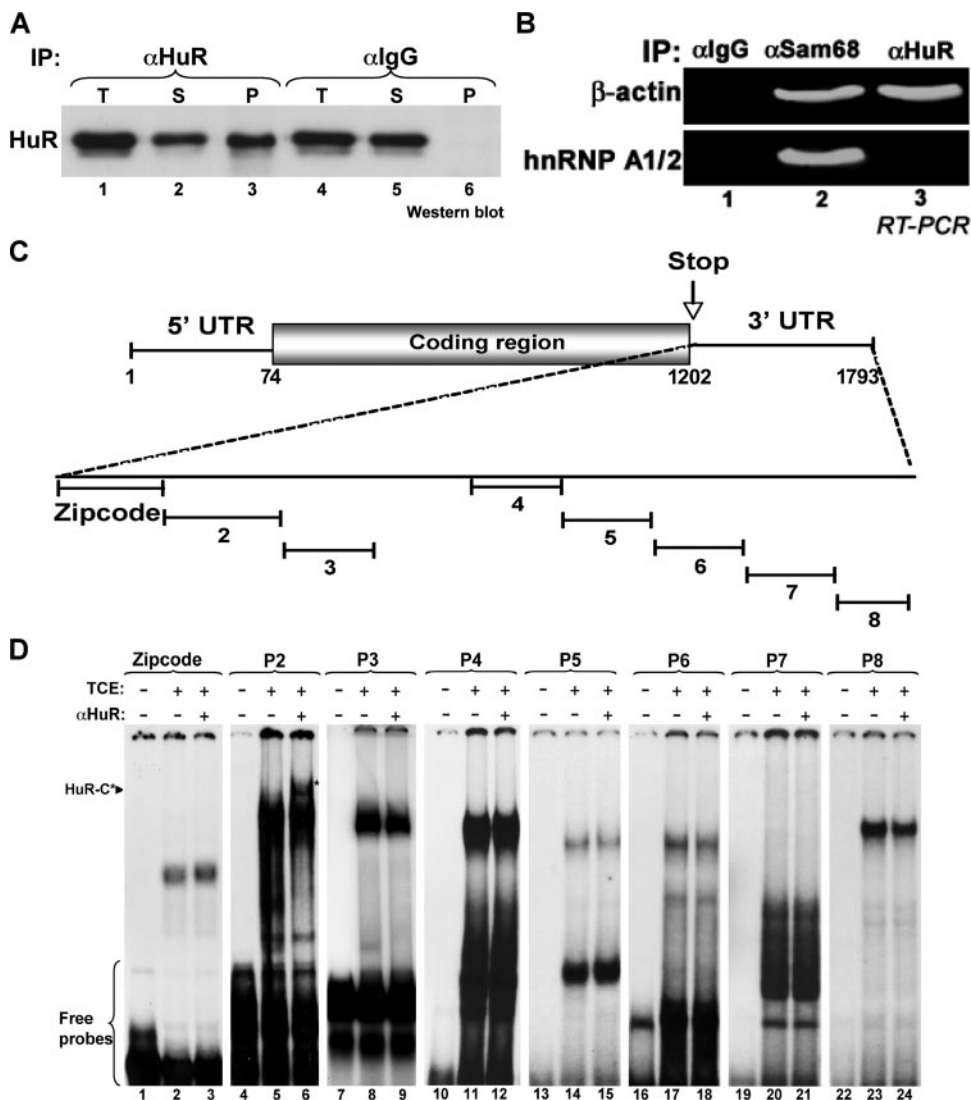 A
IP: αHuR αIgG
T S P T S P
HuR
1 2 3 4 5 6
Western blot
B
IP: αIgG αSam68 αHuR
β-actin
hnRNP A1/2
1 2 3
RT-PCR
C
Stop
5’ UTR Coding region 3’ UTR
1 74 1202 1793
Zipcode 2 3 4 5 6 7 8
D
Zipcode P2 P3 P4 P5 P6 P7 P8
TCE: - + + - + + - + + - + + - + + - + + - + + - + +
αHuR: - - + - - + - - + - - + - - + - - + - - + - - +
HuR-C*
*
Free
probes
1 2 3 4 5 6 7 8 9 10 11 12 13 14 15 16 17 18 19 20 21 22 23 24